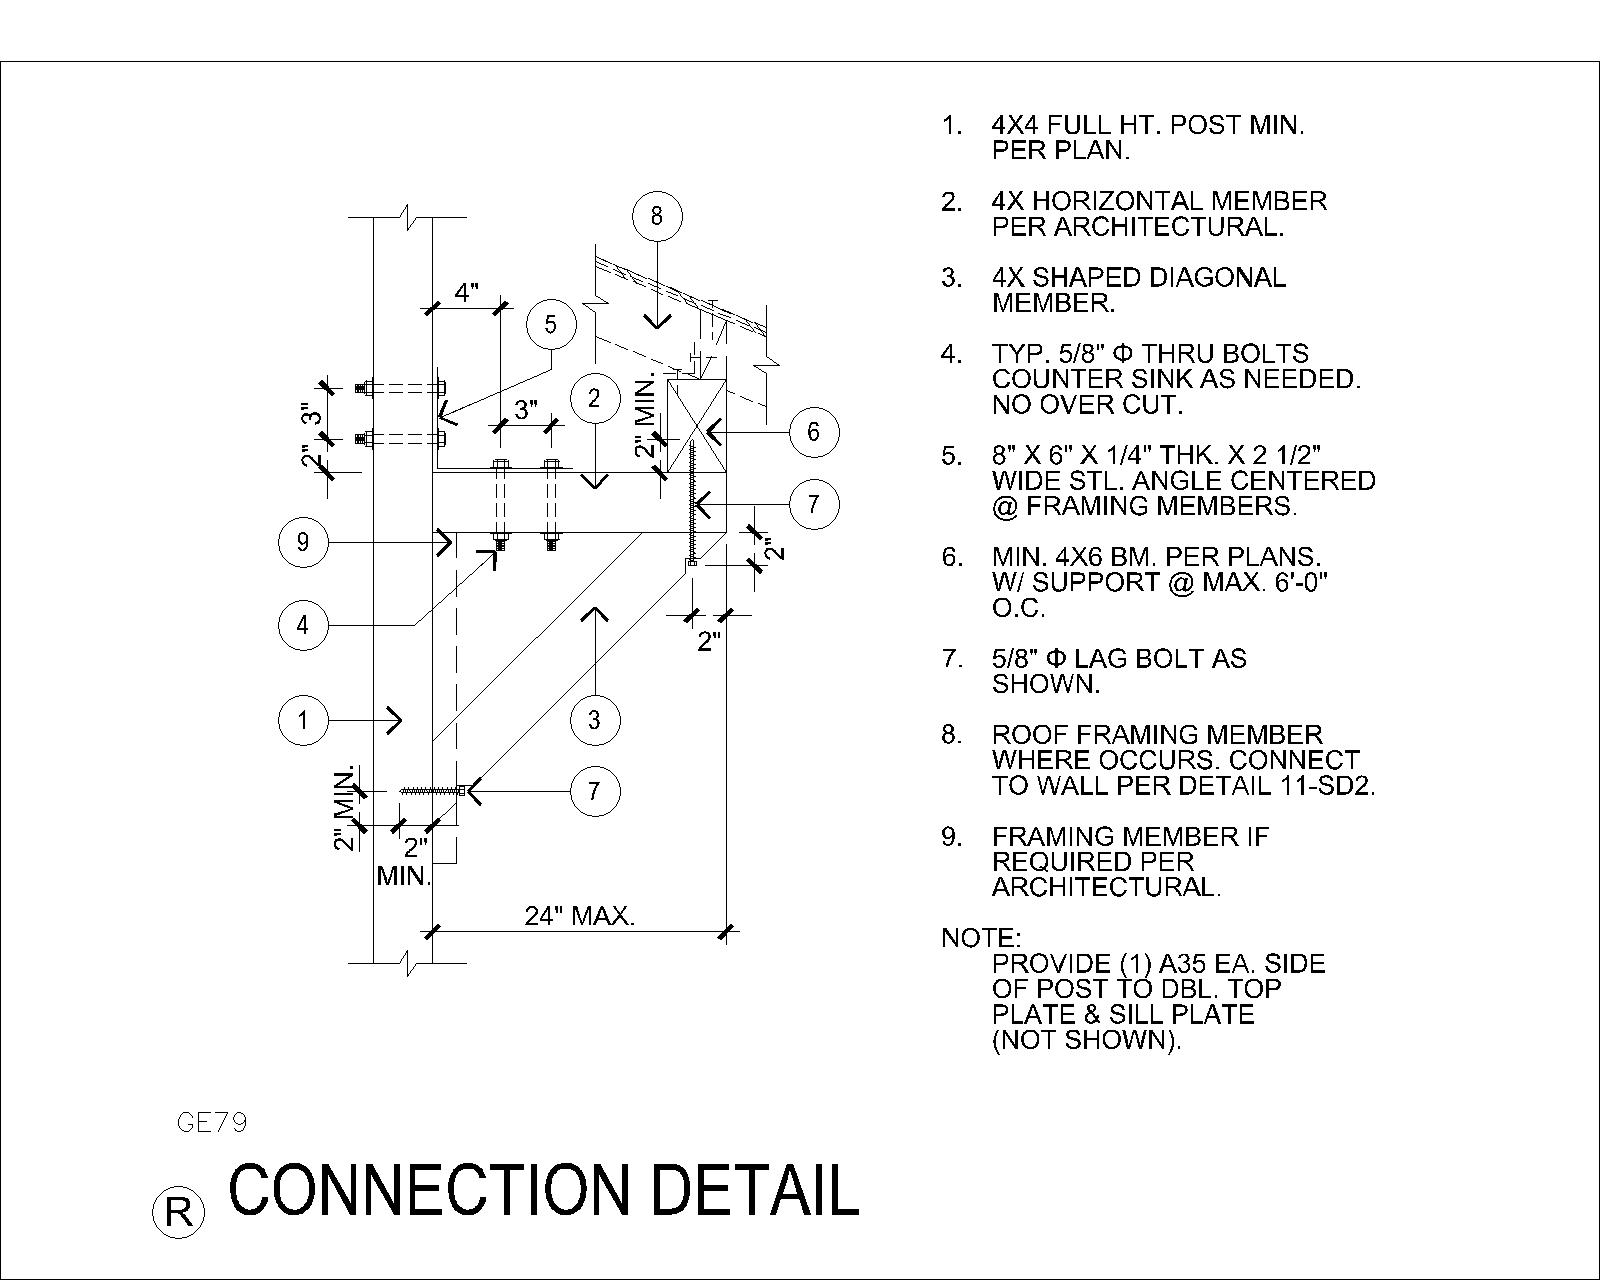 8
4"
5
2
3"
3"
2"
2" MIN.
6
7
9
2"
4
2"
1
3
7
2" MIN.
2"
MIN.
24" MAX.
1. 4X4 FULL HT. POST MIN.
PER PLAN.
2. 4X HORIZONTAL MEMBER
PER ARCHITECTURAL.
3. 4X SHAPED DIAGONAL
MEMBER.
4. TYP. 5/8" Φ THRU BOLTS
COUNTER SINK AS NEEDED.
NO OVER CUT.
5. 8" X 6" X 1/4" THK. X 2 1/2"
WIDE STL. ANGLE CENTERED
@ FRAMING MEMBERS.
6. MIN. 4X6 BM. PER PLANS.
W/ SUPPORT @ MAX. 6'-0"
O.C.
7. 5/8" Φ LAG BOLT AS
SHOWN.
8. ROOF FRAMING MEMBER
WHERE OCCURS. CONNECT
TO WALL PER DETAIL 11-SD2.
9. FRAMING MEMBER IF
REQUIRED PER
ARCHITECTURAL.
NOTE:
PROVIDE (1) A35 EA. SIDE
OF POST TO DBL. TOP
PLATE & SILL PLATE
(NOT SHOWN).
GE79
R CONNECTION DETAIL